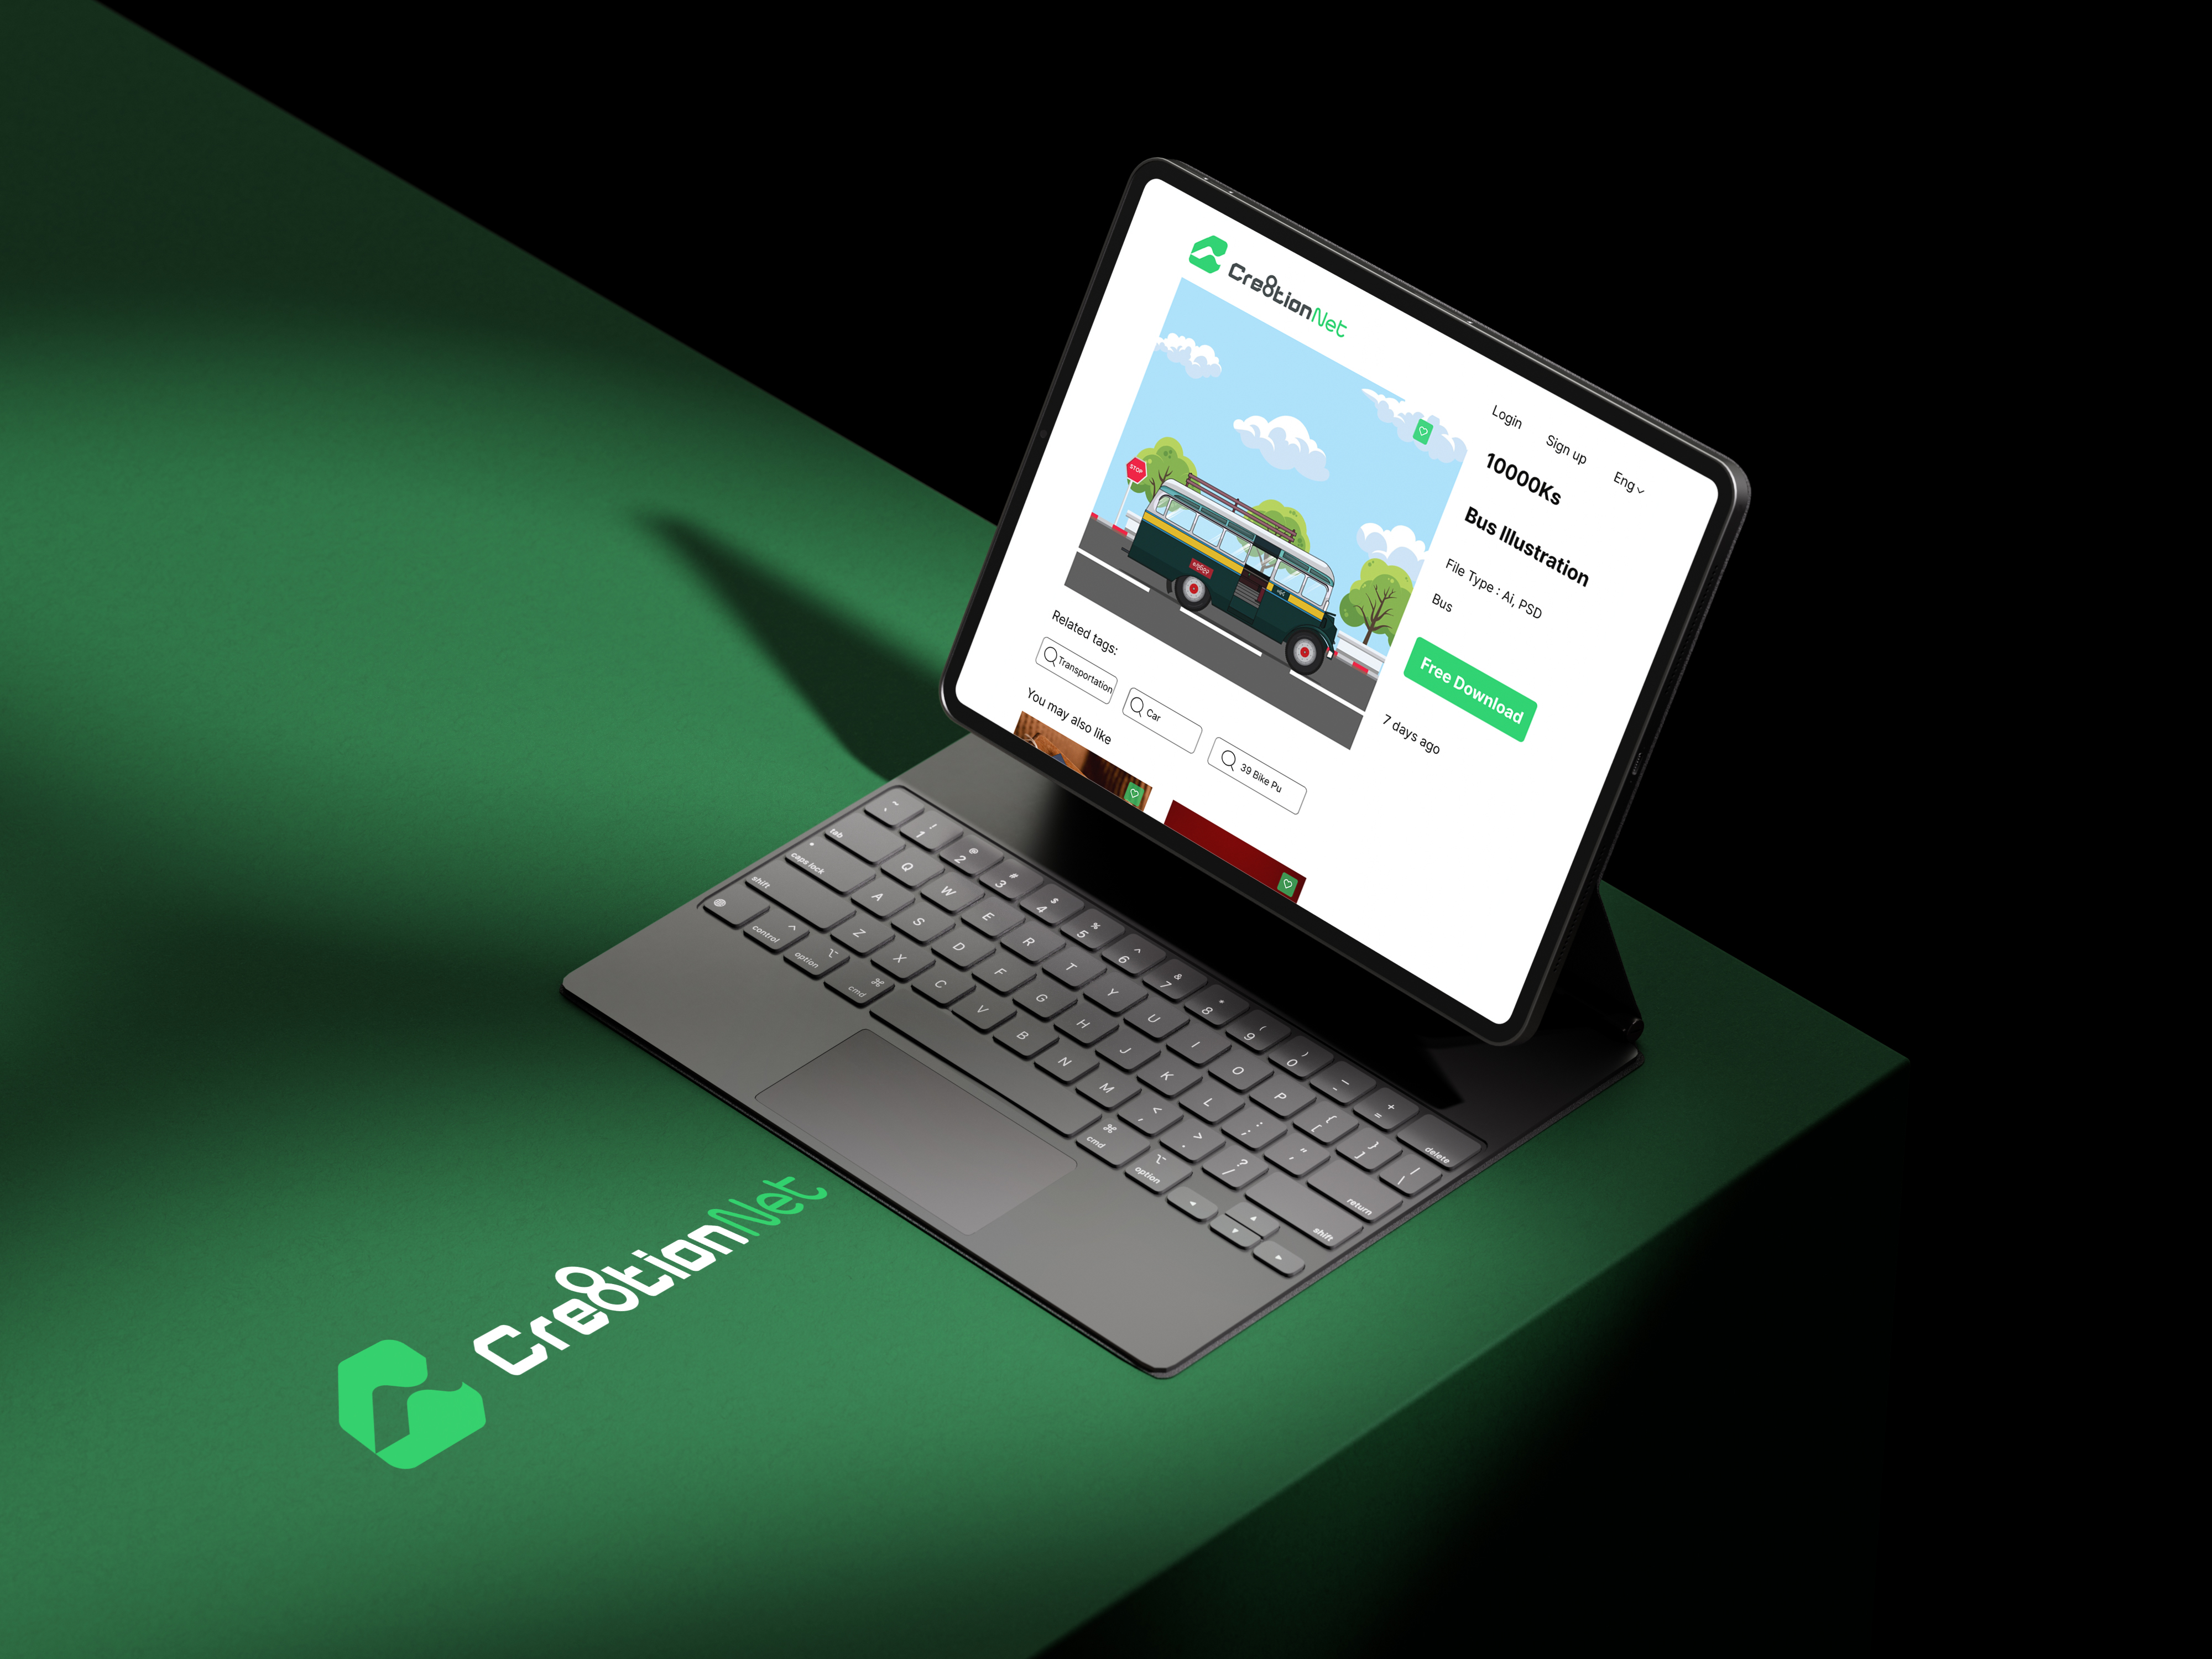 Cre8tionNet
Login
Sign up
Eng
10000Ks
Bus Illustration
File Type : Ai, PSD
Bus
Free Download
7 days ago
STOP
Related tags:
Transportation
Car
39 Bike Pu
You may also like
~ `
! 1
@ 2
# 3
$ 4
% 5
^ 6
& 7
* 8
( 9
) 0
— -
+ =
delete
tab
Q W E R T Y U I O P
{ [
} ]
| \
caps lock
A S D F G H J K L
: ;
" '
return
shift
Z X C V B N M
< ,
> .
? /
shift
control
option
⌘ cmd
⌘ cmd
option
Cre8tionNet